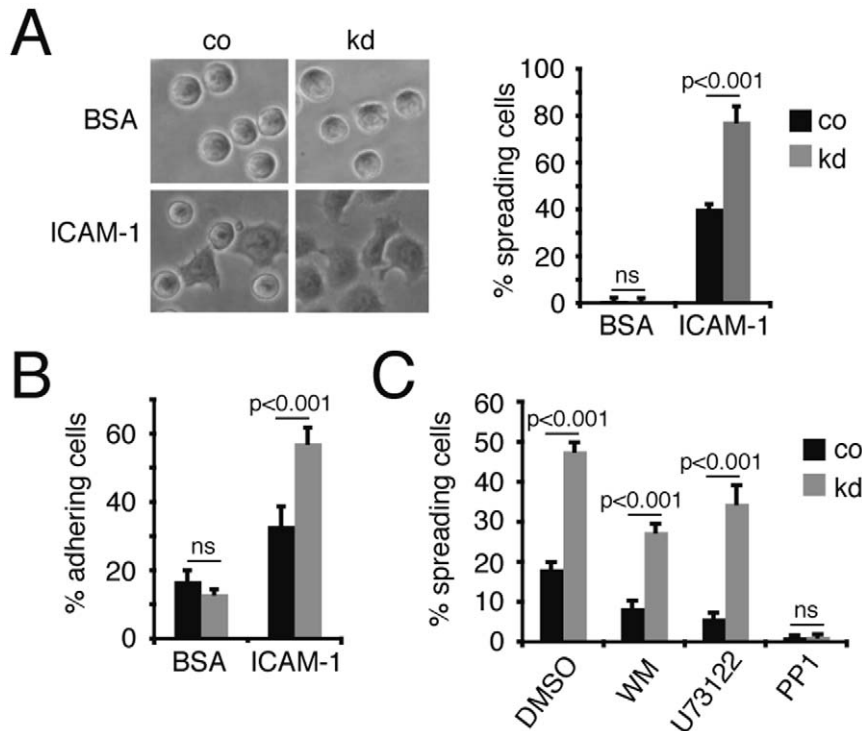 A
co kd
BSA
ICAM-1
% spreading cells
100
80
60
40
20
0
p<0.001
ns
BSA ICAM-1
co
kd
B
% adhering cells
60
40
20
0
p<0.001
ns
BSA ICAM-1
C
% spreading cells
60
50
40
30
20
10
0
p<0.001
p<0.001
p<0.001
ns
DMSO
WM
U73122
PP1
co
kd